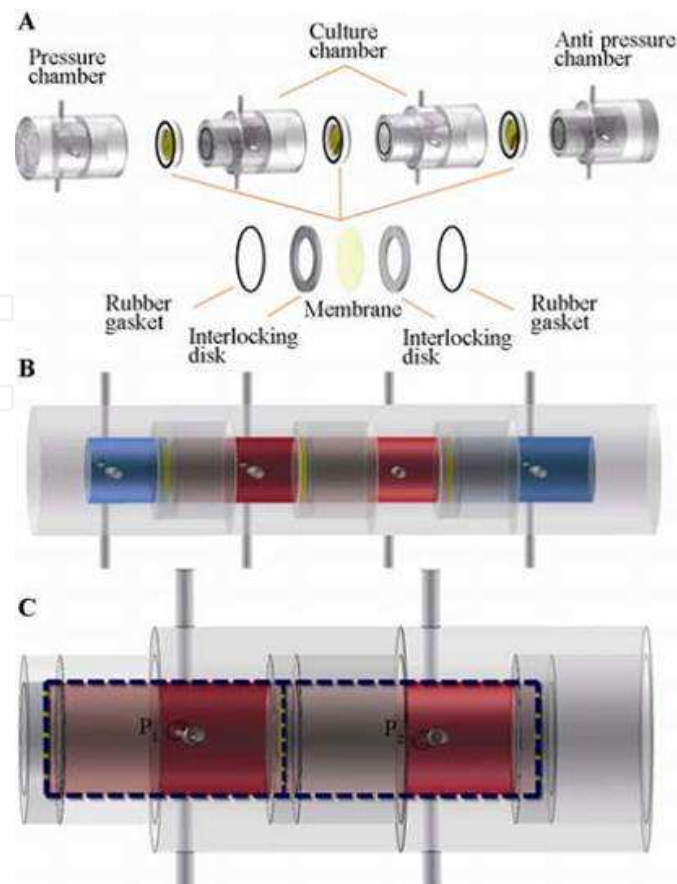 A
Pressure
chamber
Culture
chamber
Anti pressure
chamber
Rubber
gasket
Interlocking
disk
Membrane
Interlocking
disk
Rubber
gasket
B
C
P1
P2